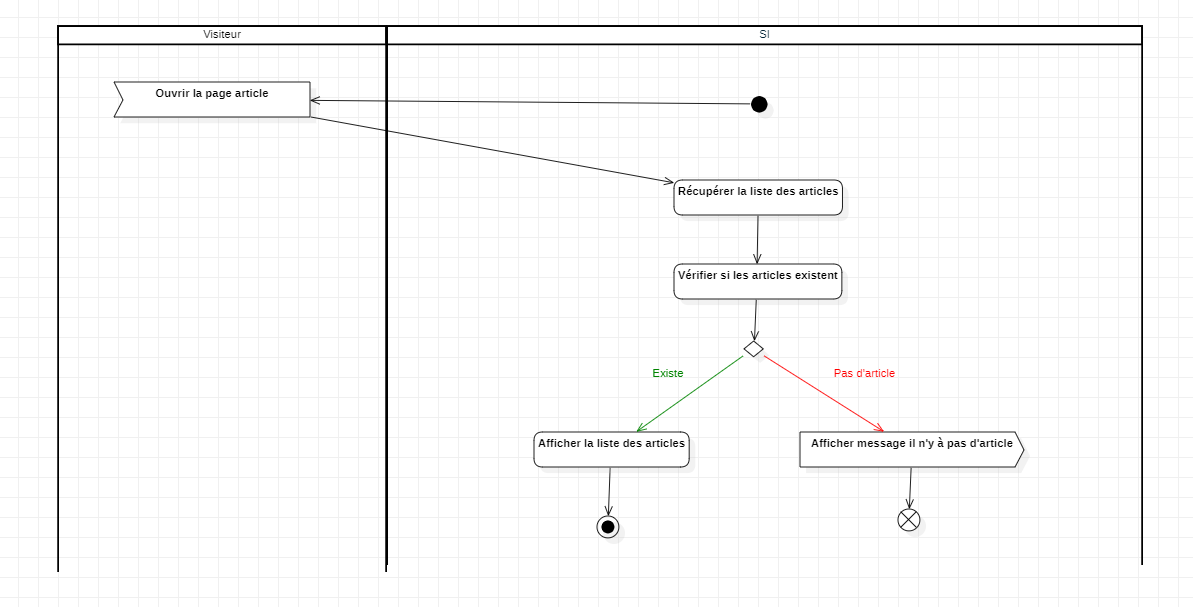 Visiteur
SI
Ouvrir la page article
Récupérer la liste des articles
Vérifier si les articles existent
Existe
Pas d'article
Afficher la liste des articles
Afficher message il n'y à pas d'article